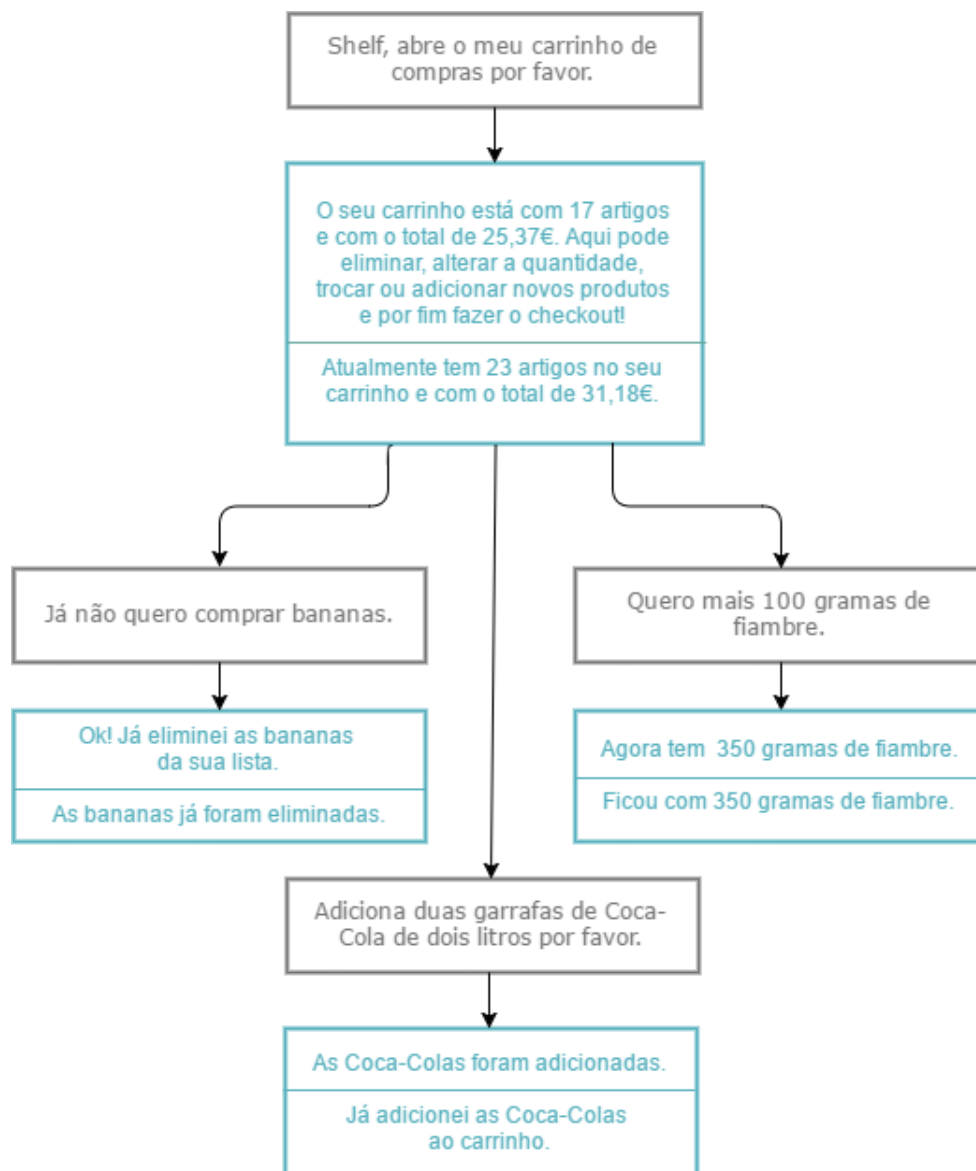 Shelf, abre o meu carrinho de
compras por favor.
O seu carrinho está com 17 artigos
e com o total de 25,37€. Aqui pode
eliminar, alterar a quantidade,
trocar ou adicionar novos produtos
e por fim fazer o checkout!
Atualmente tem 23 artigos no seu
carrinho e com o total de 31,18€.
Já não quero comprar bananas.
Ok! Já eliminei as bananas
da sua lista.
As bananas já foram eliminadas.
Quero mais 100 gramas de
fiambre.
Agora tem 350 gramas de fiambre.
Ficou com 350 gramas de fiambre.
Adiciona duas garrafas de Coca-
Cola de dois litros por favor.
As Coca-Colas foram adicionadas.
Já adicionei as Coca-Colas
ao carrinho.